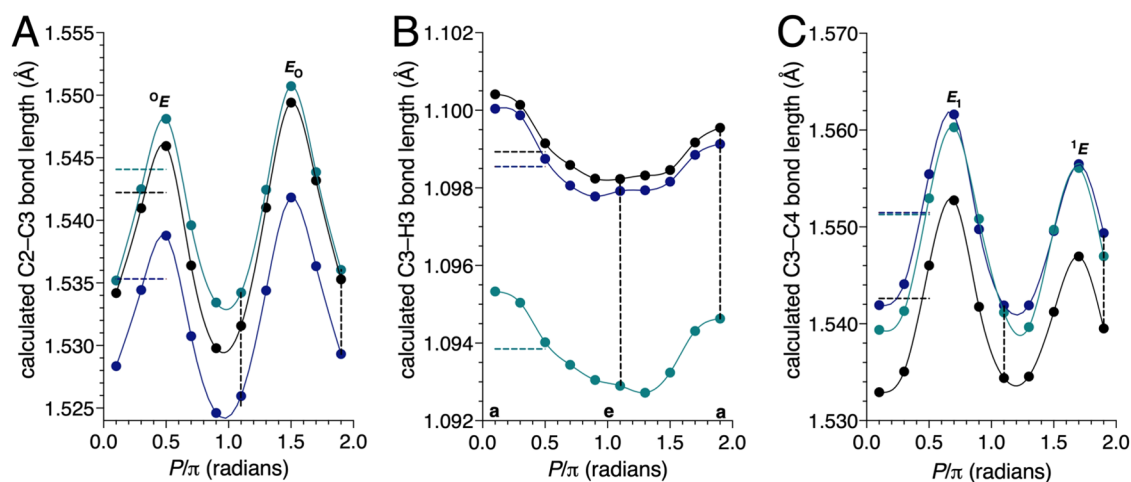 A
calculated C2–C3 bond length (Å)
1.555
1.550
1.545
1.540
1.535
1.530
1.525
ᴼE
Eₒ
0.0 0.5 1.0 1.5 2.0
P/π (radians)
B
calculated C3–H3 bond length (Å)
1.102
1.100
1.098
1.096
1.094
1.092
a e a
0.0 0.5 1.0 1.5 2.0
P/π (radians)
C
calculated C3–C4 bond length (Å)
1.570
1.560
1.550
1.540
1.530
E₁
¹E
0.0 0.5 1.0 1.5 2.0
P/π (radians)